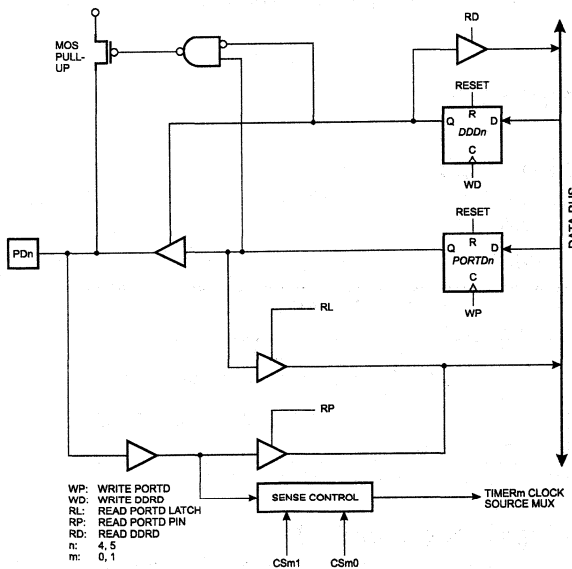 RD
MOS
PULL-
UP
RESET
R
Q
D
DDDn
C
WD
RESET
R
Q
D
PORTDn
C
WP
DATA BUS
PDn
RL
RP
WP: WRITE PORTD
WD: WRITE DDRD
RL: READ PORTD LATCH
RP: READ PORTD PIN
RD: READ DDRD
n: 4, 5
m: 0, 1
SENSE CONTROL
TIMERm CLOCK
SOURCE MUX
CSm1
CSm0